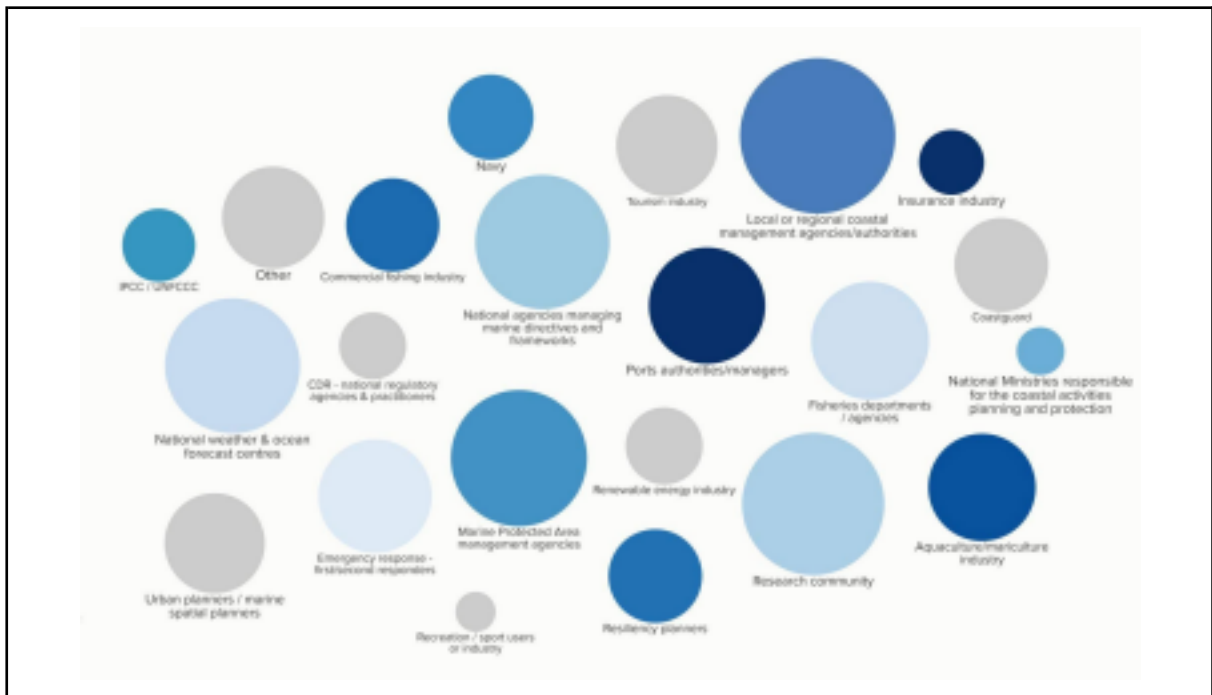 Navy
Tourism industry
Local or regional coastal
management agencies/authorities
Insurance industry
IPCC / UNFCCC
Other
Commercial fishing industry
National agencies managing
marine directives and
frameworks
Ports authorities/managers
Coastguard
CDR - national regulatory
agencies & practitioners
Fisheries departments
/ agencies
National Ministries responsible
for the coastal activities
planning and protection
National weather & ocean
forecast centres
Emergency response -
first/second responders
Marine Protected Area
management agencies
Renewable energy industry
Research community
Aquaculture/mariculture
industry
Urban planners / marine
spatial planners
Recreation / sport users
or industry
Resiliency planners